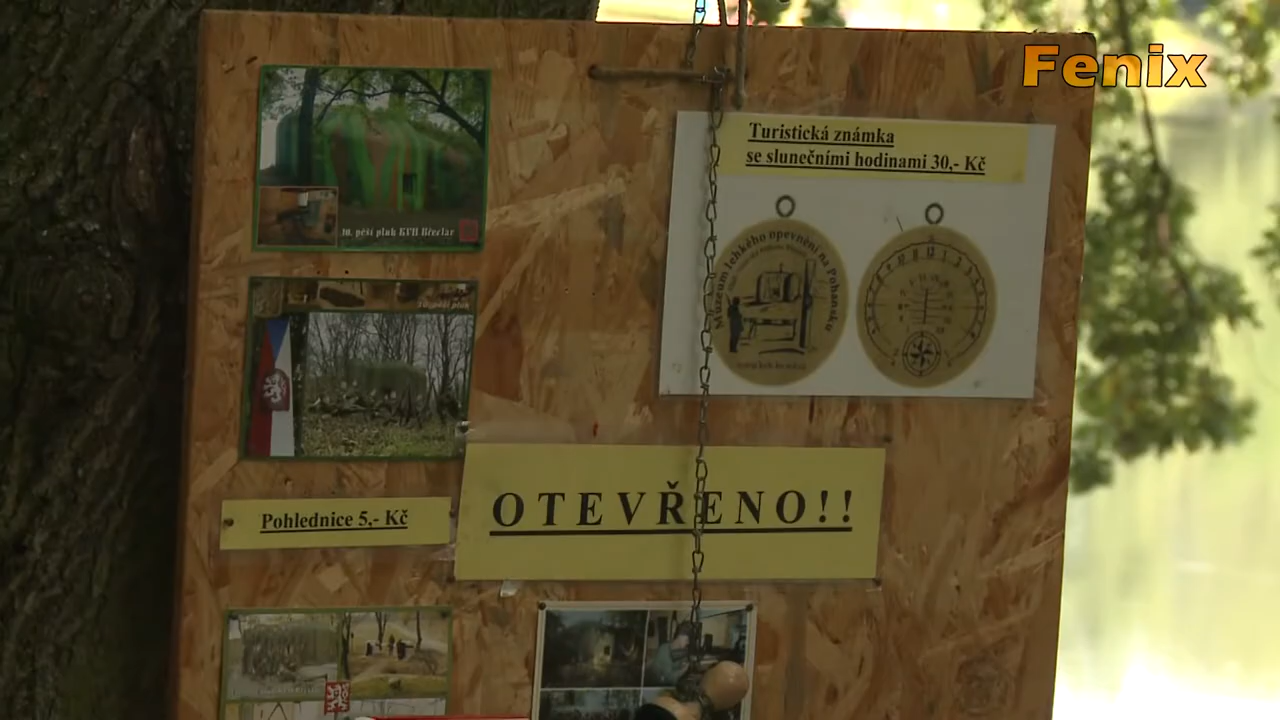 Fenix
Turistická známka
se slunečními hodinami 30,- Kč
Muzeum lehkého opevnění na Pohansku
12
30. pěší pluk KVH Břeclav
OTEVŘENO!!
Pohlednice 5,- Kč